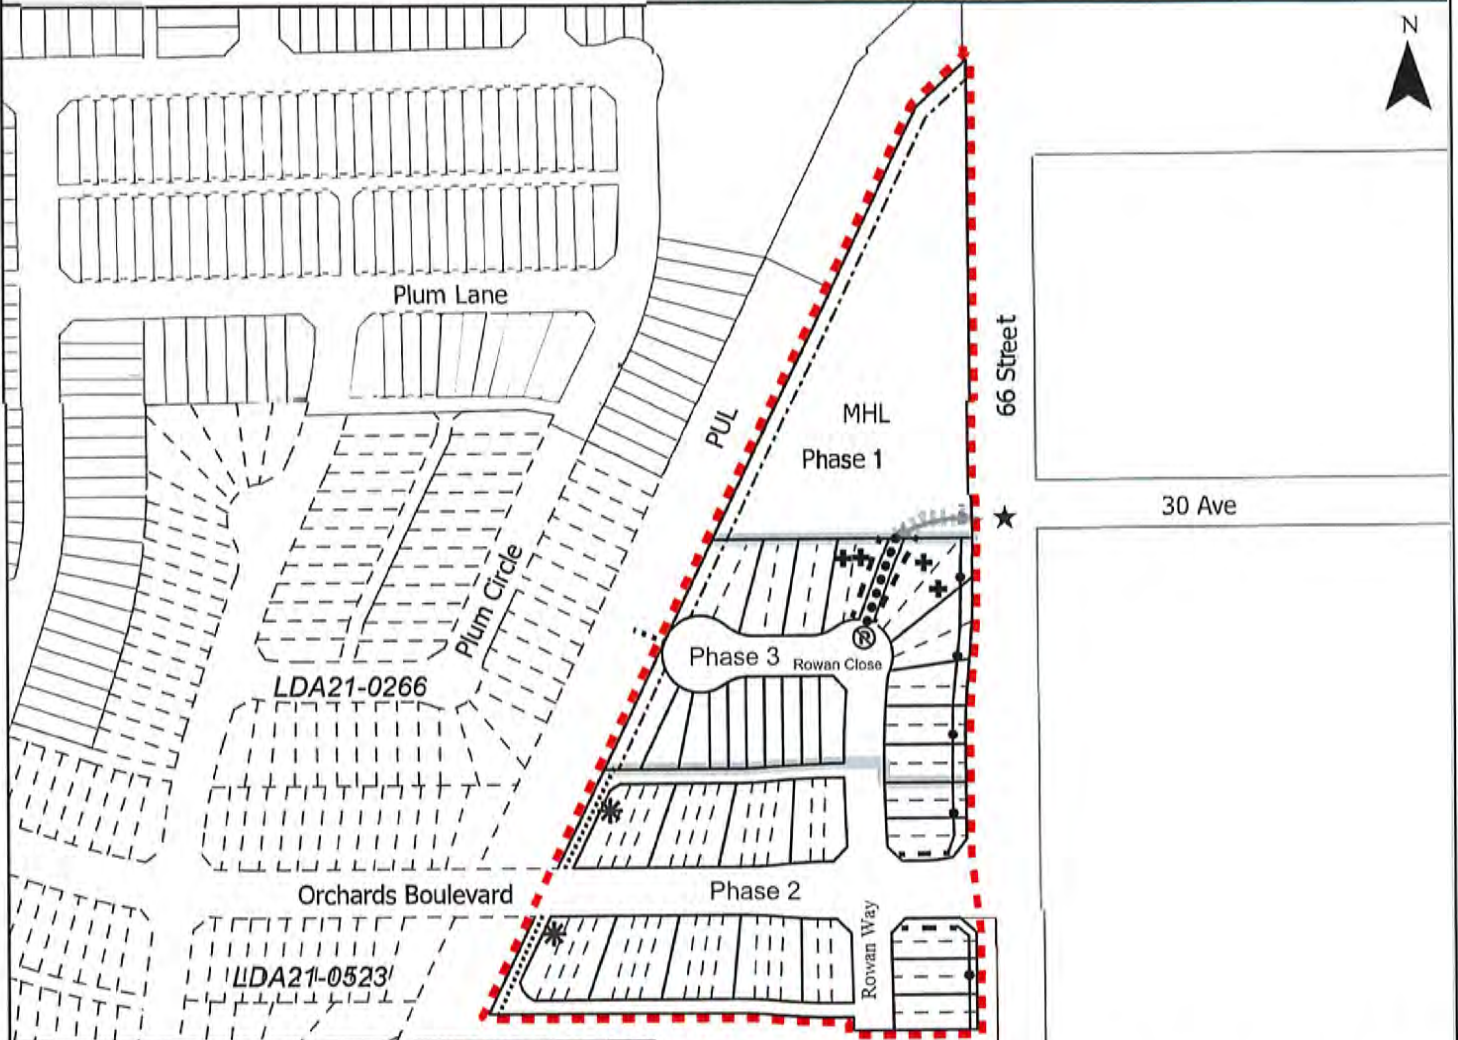 N
Plum Lane
66 Street
PUL
MHL
Phase 1
30 Ave
Plum Circle
Phase 3
Rowan Close
LDA21-0266
Orchards Boulevard
Phase 2
Rowan Way
LDA21-0523